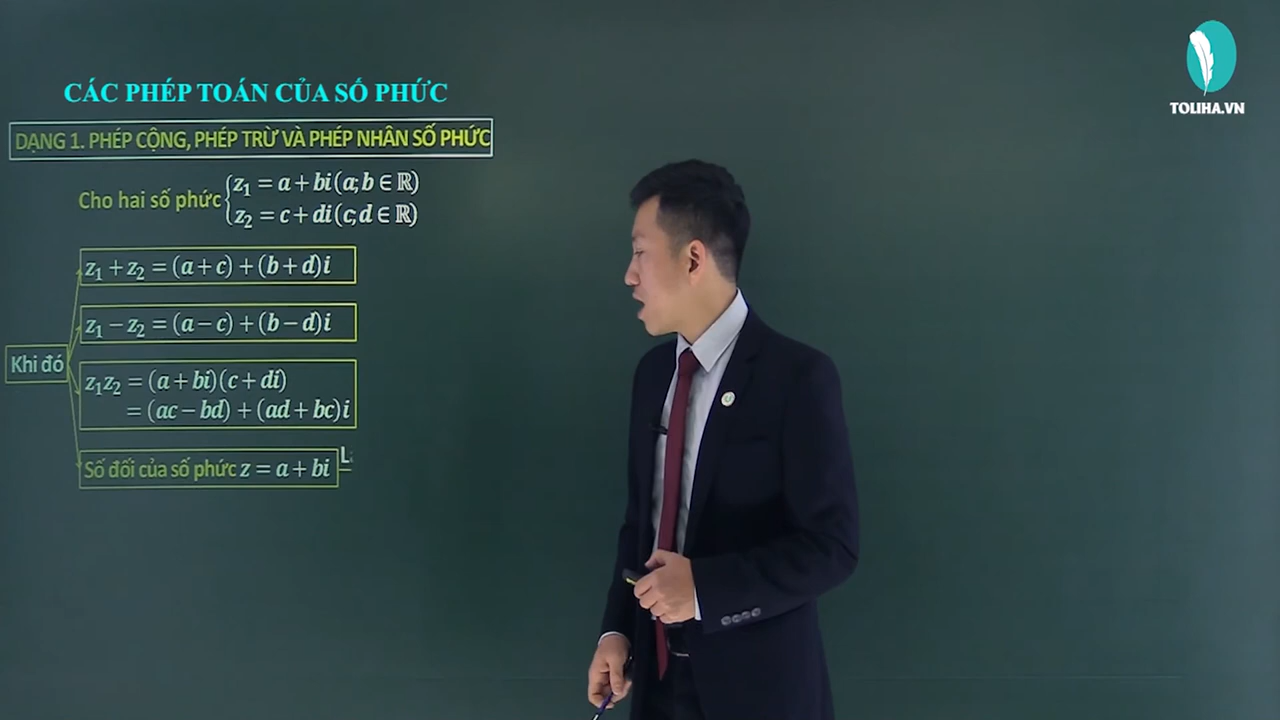 TOLIHA.VN
CÁC PHÉP TOÁN CỦA SỐ PHỨC
DẠNG 1. PHÉP CỘNG, PHÉP TRỪ VÀ PHÉP NHÂN SỐ PHỨC
Cho hai số phức
z₁ = a + bi (a; b ∈ ℝ)
z₂ = c + di (c; d ∈ ℝ)
Khi đó
z₁ + z₂ = (a + c) + (b + d)i
z₁ − z₂ = (a − c) + (b − d)i
z₁z₂ = (a + bi)(c + di)
= (ac − bd) + (ad + bc)i
Số đối của số phức z = a + bi